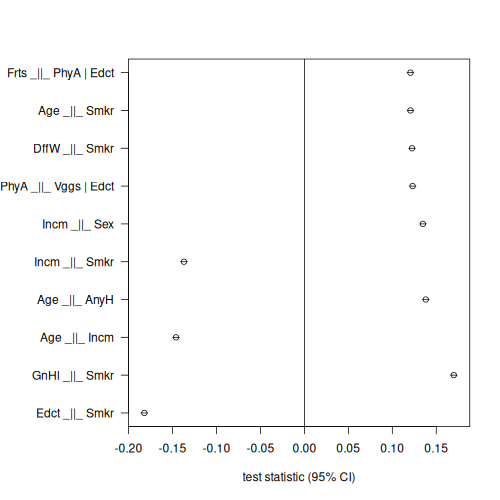 Frts _||_ PhyA | Edct
Age _||_ Smkr
DffW _||_ Smkr
PhyA _||_ Vggs | Edct
Incm _||_ Sex
Incm _||_ Smkr
Age _||_ AnyH
Age _||_ Incm
GnHl _||_ Smkr
Edct _||_ Smkr
-0.20 -0.15 -0.10 -0.05 0.00 0.05 0.10 0.15
test statistic (95% CI)